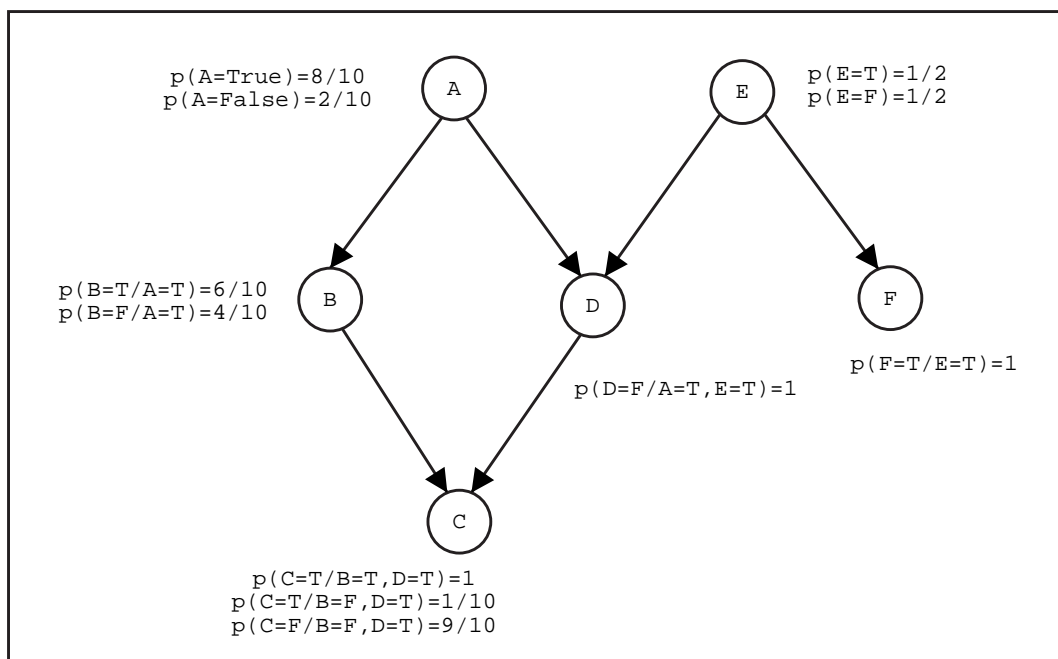 p(A=True)=8/10
p(A=False)=2/10
A
E
p(E=T)=1/2
p(E=F)=1/2
p(B=T/A=T)=6/10
p(B=F/A=T)=4/10
B
D
F
p(F=T/E=T)=1
p(D=F/A=T,E=T)=1
C
p(C=T/B=T,D=T)=1
p(C=T/B=F,D=T)=1/10
p(C=F/B=F,D=T)=9/10